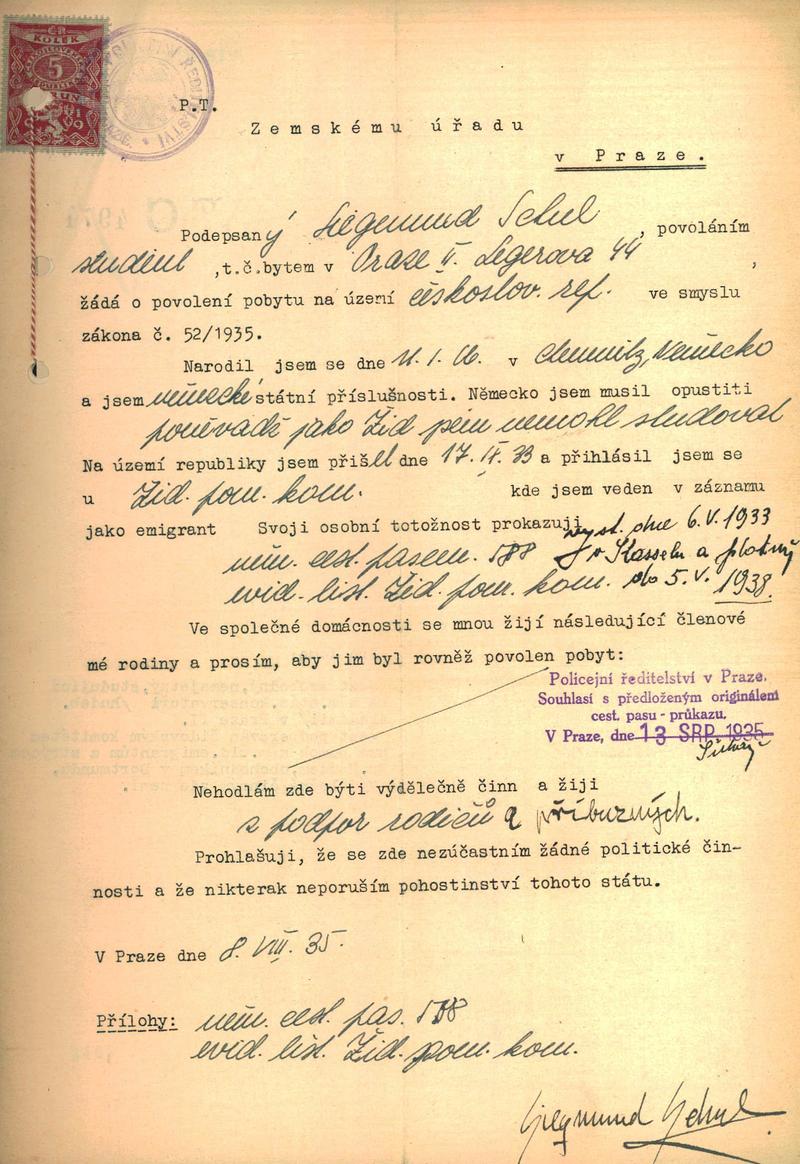 KOLEK
5
P.T.
Zemskému úřadu
v Praze.
Podepsaný Siegmund Schul, povoláním
student, t.č. bytem v Praze II. Legerova 44,
žádá o povolení pobytu na území českoslov. rep. ve smyslu
zákona č. 52/1935.
Narodil jsem se dne 11.1.16. v Chemnitz, Německo
a jsem německé státní příslušnosti. Německo jsem musil opustiti
poněvadž jako Žid jsem nemohl studovat
Na území republiky jsem přišel dne 17.IX.33 a přihlásil jsem se
u Žid. pom. kom. kde jsem veden v záznamu
jako emigrant Svoji osobní totožnost prokazuji
vyst. dne 6.V.1933
něm. cest. pasem. 588 v Kasselu a platný
evid. list. Žid. pom. kom. do 5.V. 1938.
Ve společné domácnosti se mnou žijí následující členové
mé rodiny a prosím, aby jim byl rovněž povolen pobyt:
Policejní ředitelství v Praze.
Souhlasí s předloženým originálem
cest. pasu - průkazu.
V Praze, dne 13 SRP. 1935
Nehodlám zde býti výdělečně činn a žiji
z podpor rodičů a příbuzných.
Prohlašuji, že se zde nezúčastním žádné politické čin-
nosti a že nikterak neporuším pohostinství tohoto státu.
V Praze dne 8. VIII. 35.
Přílohy: něm. cest. pas. 588
evid. list. Žid. pom. kom.
Siegmund Schul